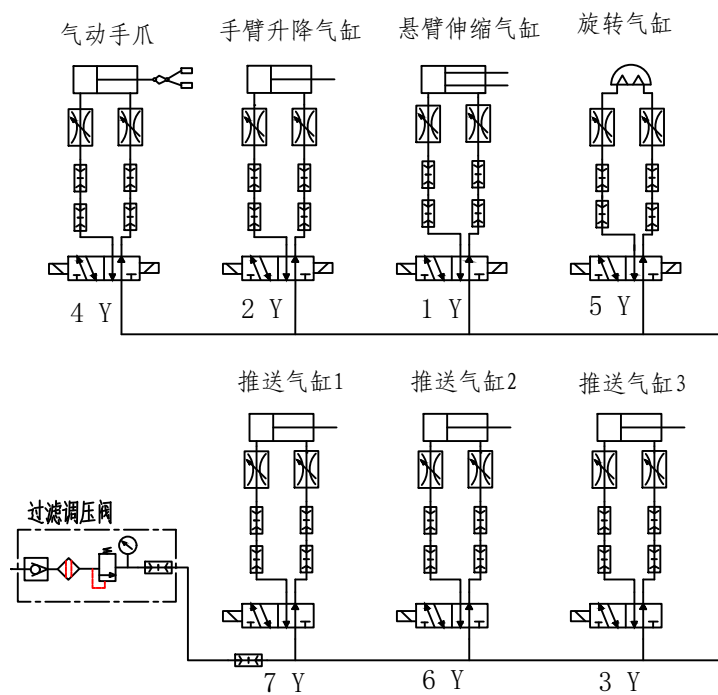 气动手爪 手臂升降气缸 悬臂伸缩气缸 旋转气缸
4 Y 2 Y 1 Y 5 Y
推送气缸1 推送气缸2 推送气缸3
过滤调压阀
7 Y 6 Y 3 Y